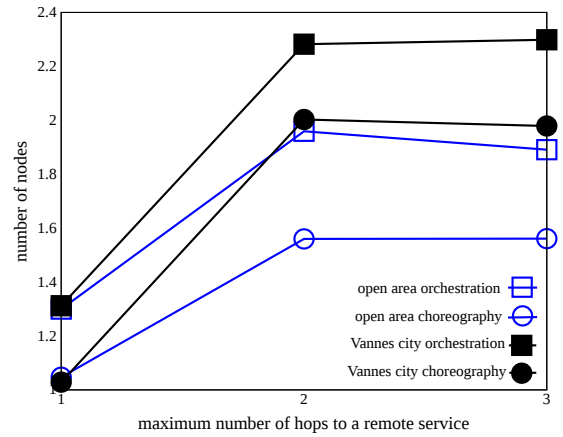 2.4
2.2
2
1.8
1.6
1.4
1.2
1
number of nodes
open area orchestration
open area choreography
Vannes city orchestration
Vannes city choreography
1 2 3
maximum number of hops to a remote service